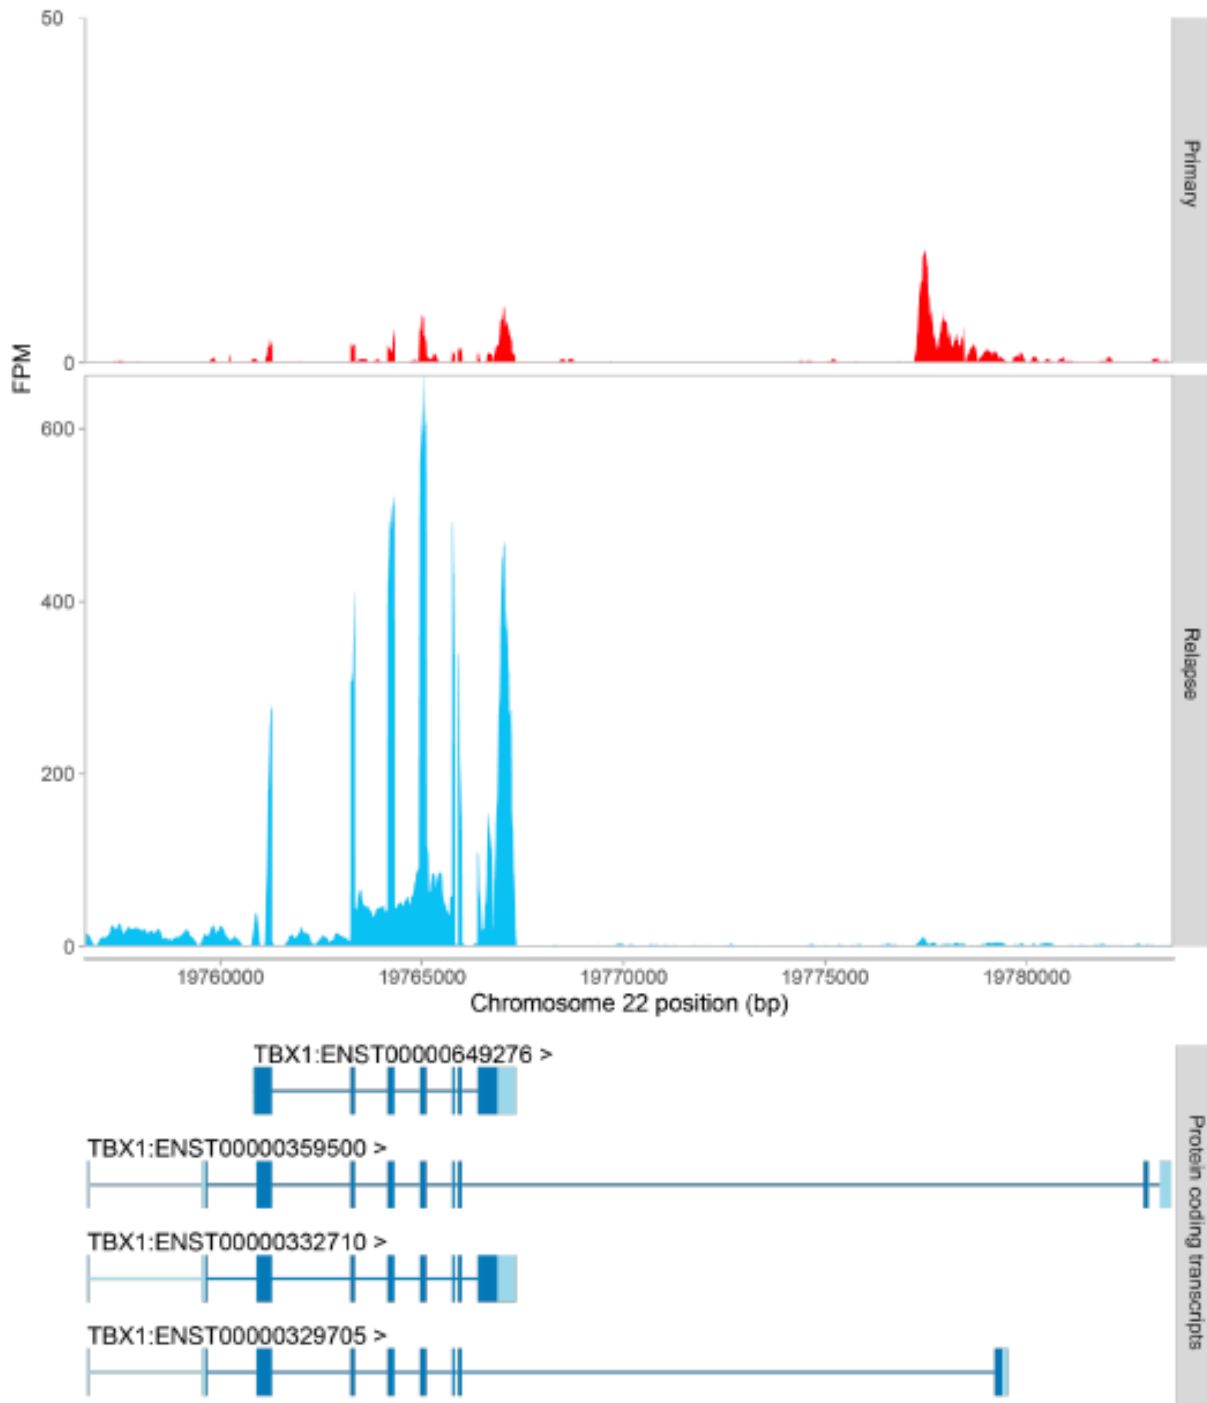 50
0
Primary
FPM
600
400
200
0
Relapse
19760000 19765000 19770000 19775000 19780000
Chromosome 22 position (bp)
TBX1:ENST00000649276 >
TBX1:ENST00000359500 >
TBX1:ENST00000332710 >
TBX1:ENST00000329705 >
Protein coding transcripts